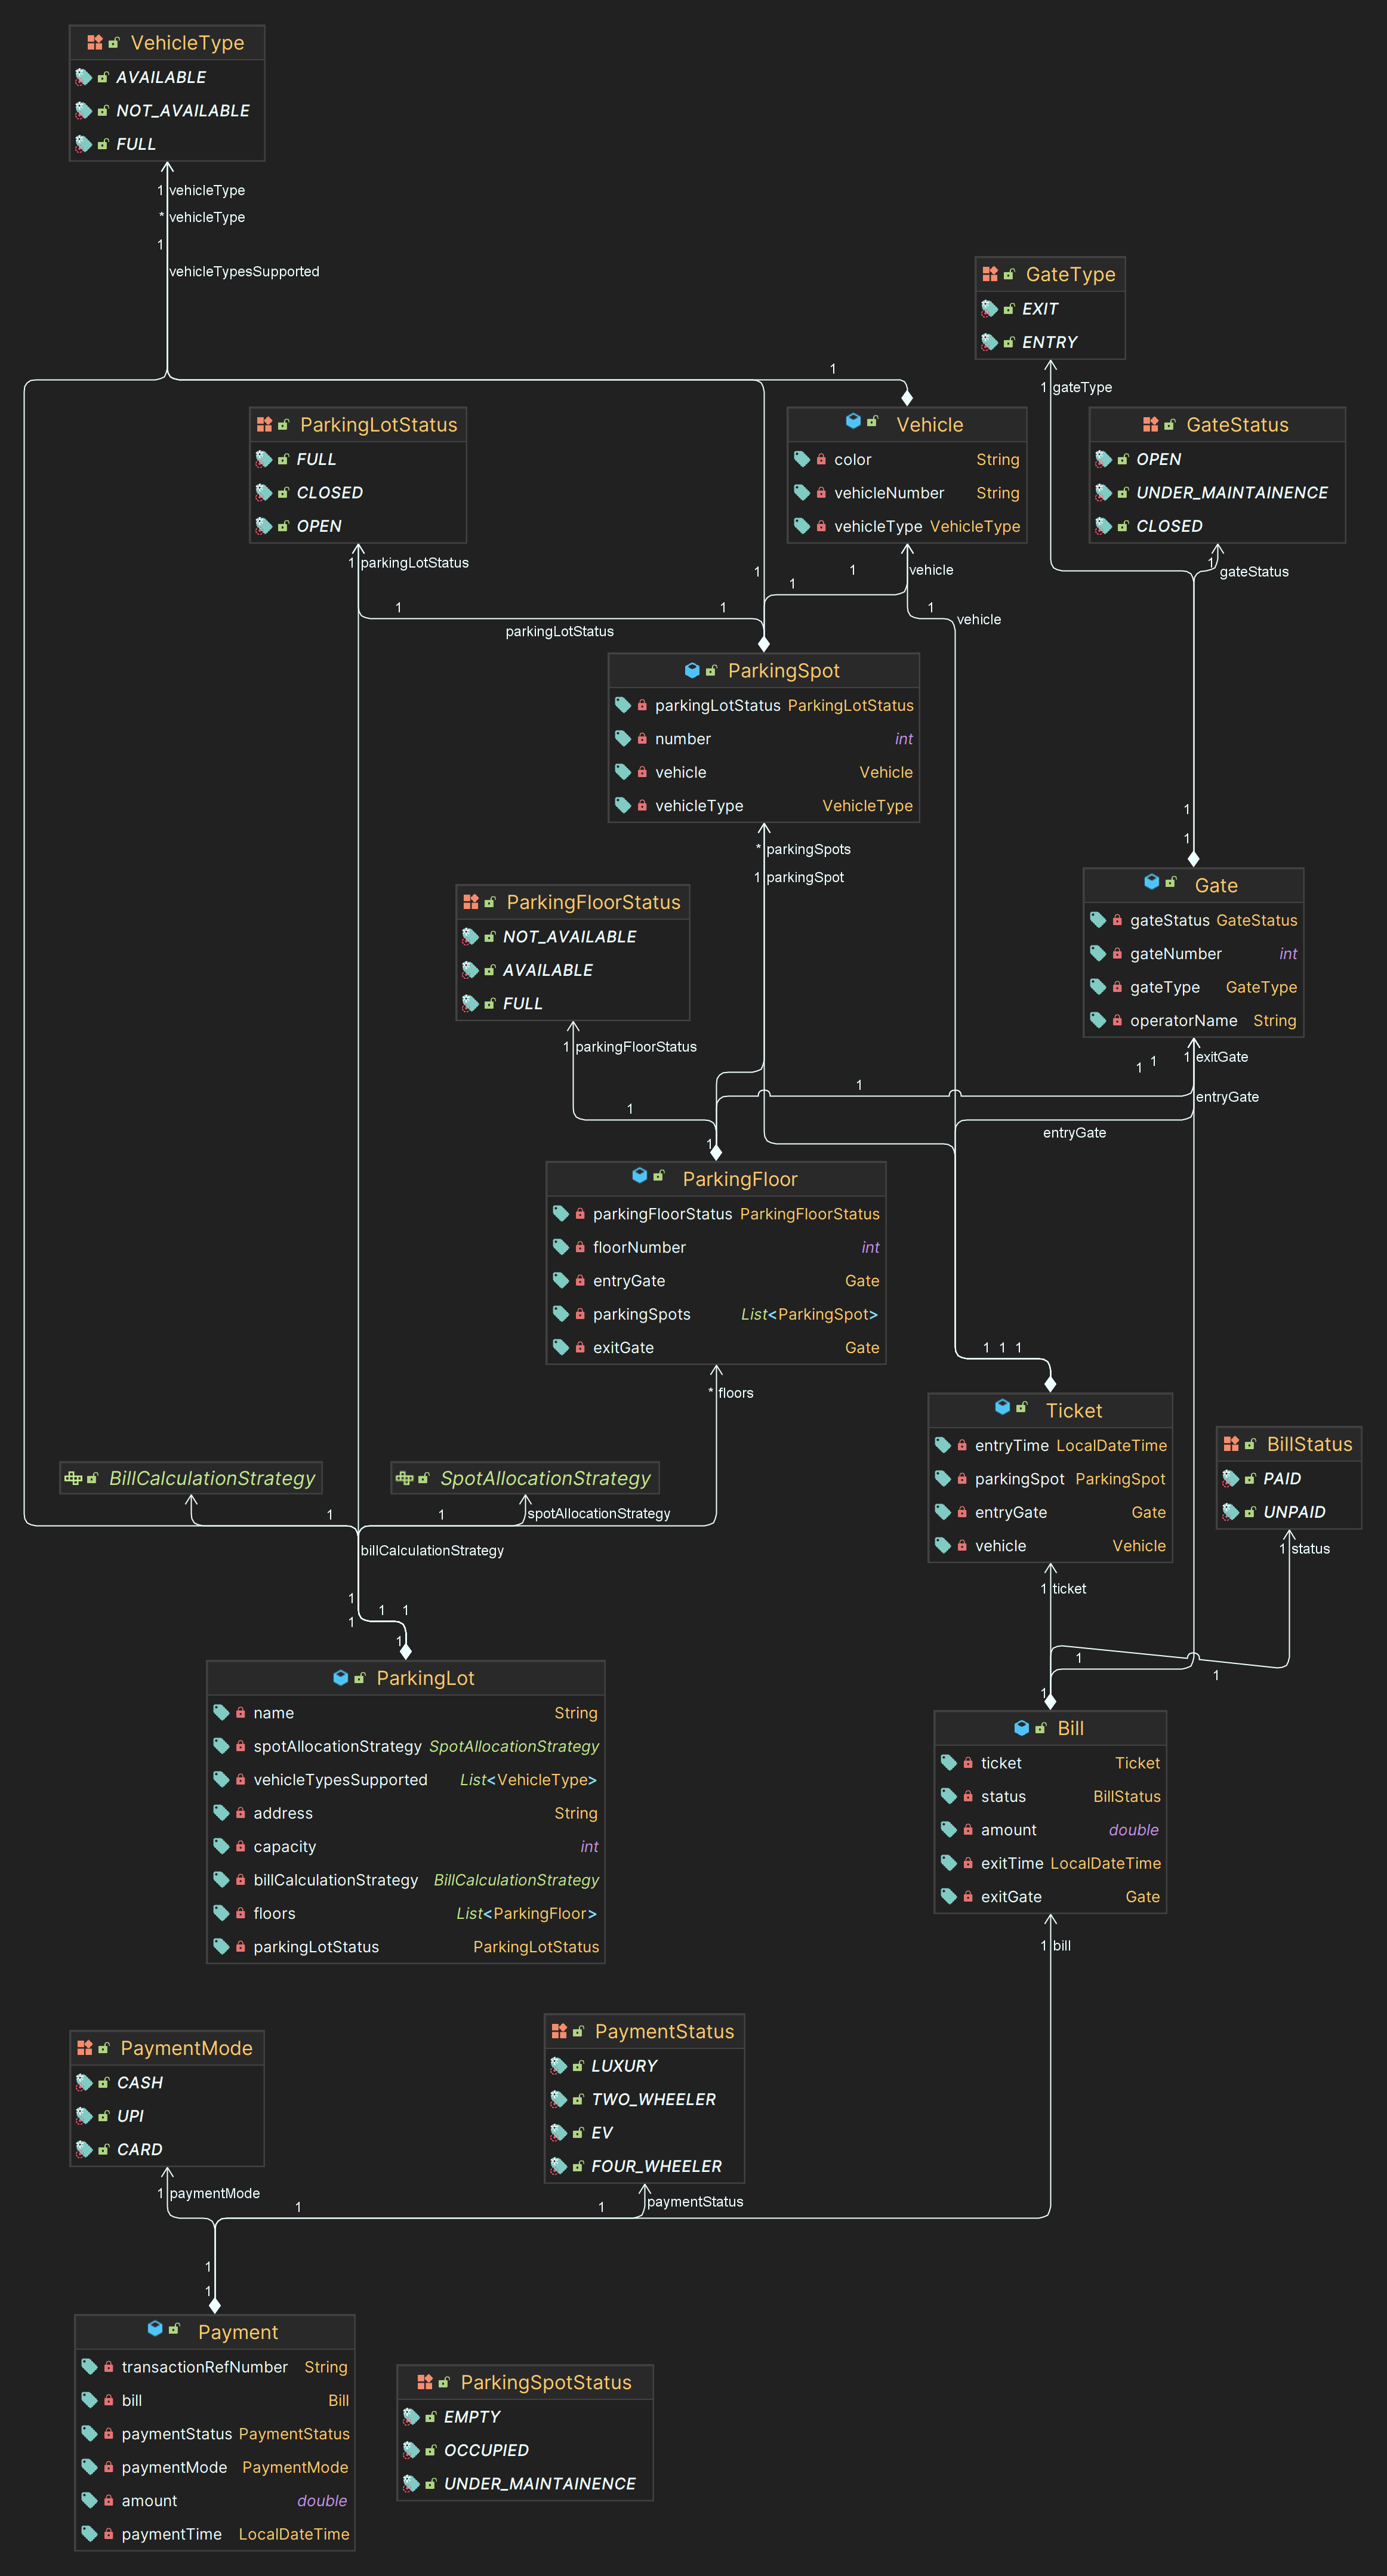 VehicleType
AVAILABLE
NOT_AVAILABLE
FULL
1 vehicleType
* vehicleType
1
vehicleTypesSupported
GateType
EXIT
ENTRY
1 gateType
1
ParkingLotStatus
FULL
CLOSED
OPEN
1 parkingLotStatus
Vehicle
color String
vehicleNumber String
vehicleType VehicleType
GateStatus
OPEN
UNDER_MAINTAINENCE
CLOSED
1 gateStatus
1 1 1 vehicle
1 1 1 vehicle
parkingLotStatus
ParkingSpot
parkingLotStatus ParkingLotStatus
number int
vehicle Vehicle
vehicleType VehicleType
1
1
* parkingSpots
1 parkingSpot
Gate
gateStatus GateStatus
gateNumber int
gateType GateType
operatorName String
ParkingFloorStatus
NOT_AVAILABLE
AVAILABLE
FULL
1 parkingFloorStatus
1 1 1 exitGate
1
entryGate
1
entryGate
1
ParkingFloor
parkingFloorStatus ParkingFloorStatus
floorNumber int
entryGate Gate
parkingSpots List<ParkingSpot>
exitGate Gate
* floors
1 1 1
Ticket
entryTime LocalDateTime
parkingSpot ParkingSpot
entryGate Gate
vehicle Vehicle
BillStatus
PAID
UNPAID
1 status
BillCalculationStrategy
SpotAllocationStrategy
1 1 spotAllocationStrategy
billCalculationStrategy
1 ticket
1
1 1 1
1
ParkingLot
name String
spotAllocationStrategy SpotAllocationStrategy
vehicleTypesSupported List<VehicleType>
address String
capacity int
billCalculationStrategy BillCalculationStrategy
floors List<ParkingFloor>
parkingLotStatus ParkingLotStatus
1
1
1
Bill
ticket Ticket
status BillStatus
amount double
exitTime LocalDateTime
exitGate Gate
1 bill
PaymentMode
CASH
UPI
CARD
1 paymentMode
PaymentStatus
LUXURY
TWO_WHEELER
EV
FOUR_WHEELER
1 1 paymentStatus
1
1
Payment
transactionRefNumber String
bill Bill
paymentStatus PaymentStatus
paymentMode PaymentMode
amount double
paymentTime LocalDateTime
ParkingSpotStatus
EMPTY
OCCUPIED
UNDER_MAINTAINENCE